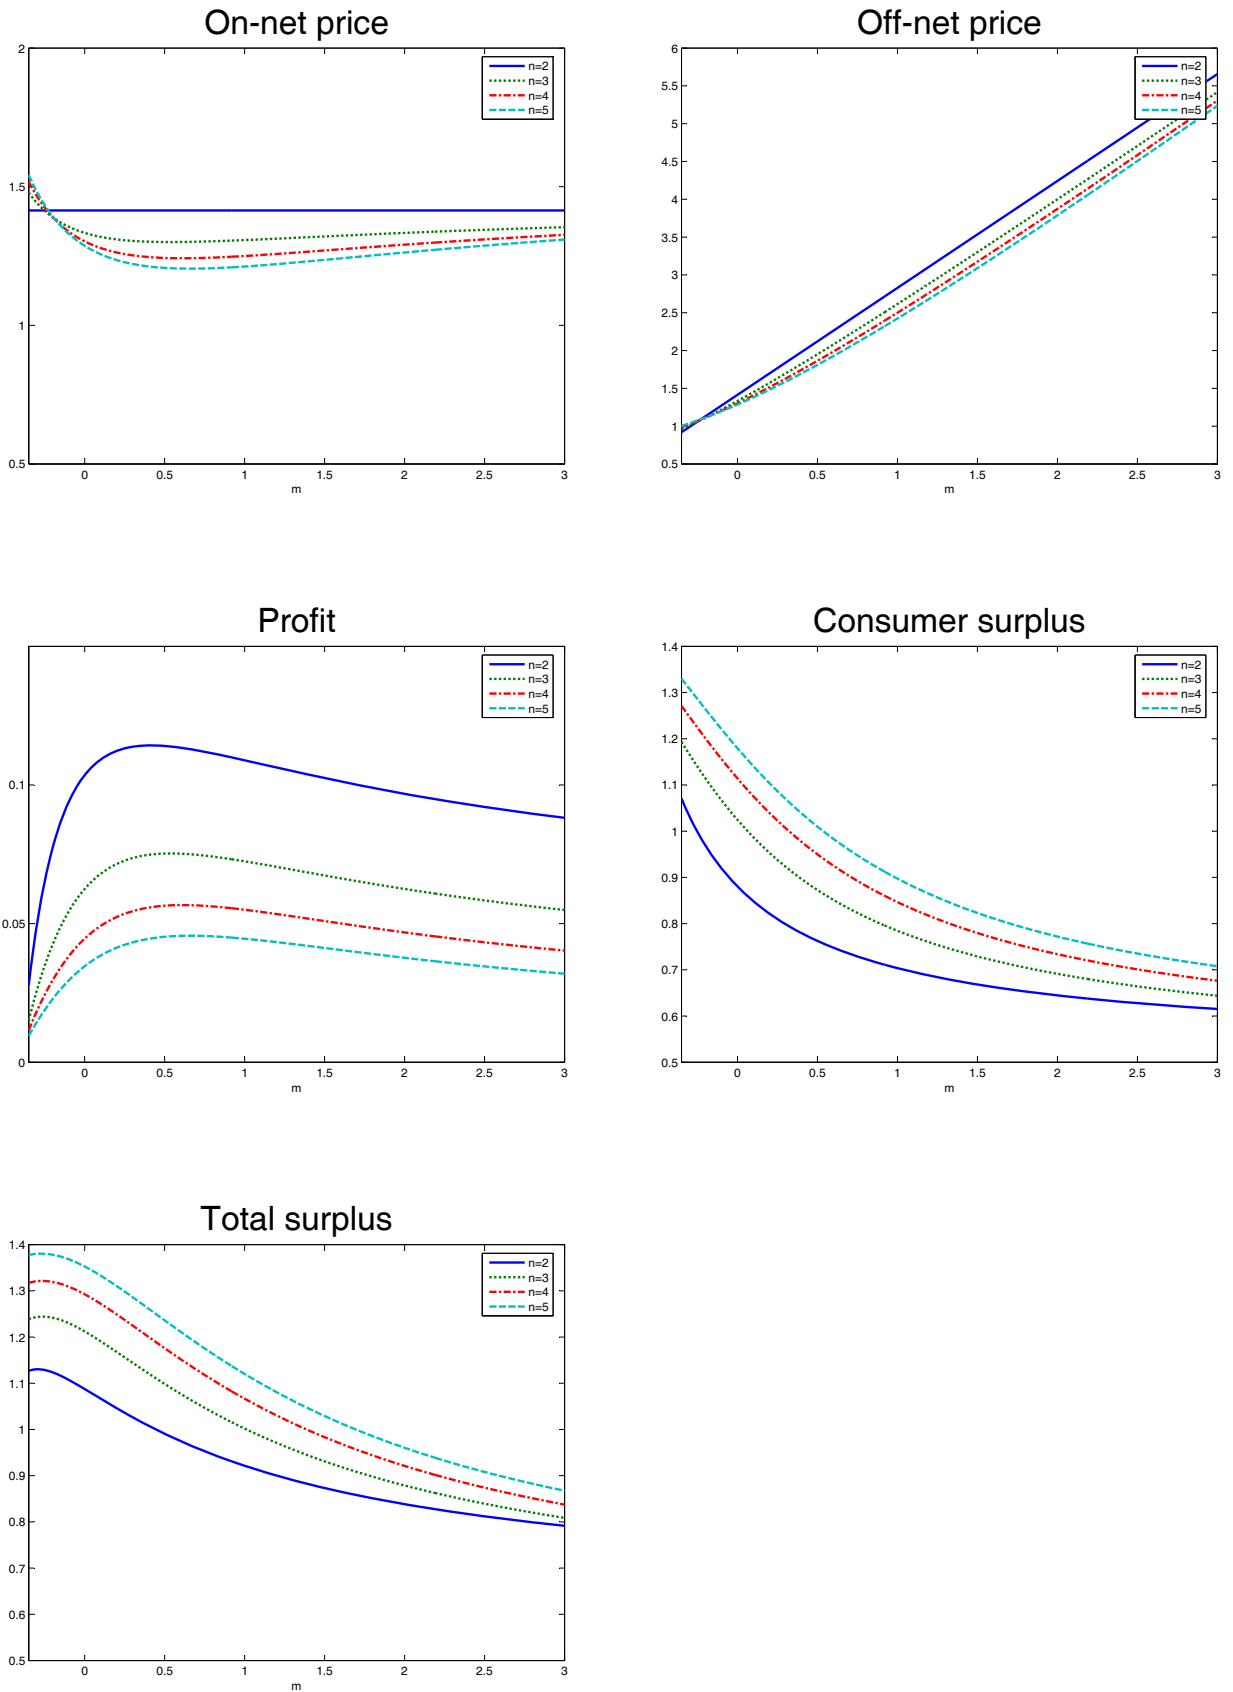 On-net price
2
1.5
1
0.5
0 0.5 1 1.5 2 2.5 3
m
n=2
n=3
n=4
n=5
Off-net price
6
5.5
5
4.5
4
3.5
3
2.5
2
1.5
1
0.5
0 0.5 1 1.5 2 2.5 3
m
n=2
n=3
n=4
n=5
Profit
0.1
0.05
0
0 0.5 1 1.5 2 2.5 3
m
n=2
n=3
n=4
n=5
Consumer surplus
1.4
1.3
1.2
1.1
1
0.9
0.8
0.7
0.6
0.5
0 0.5 1 1.5 2 2.5 3
m
n=2
n=3
n=4
n=5
Total surplus
1.4
1.3
1.2
1.1
1
0.9
0.8
0.7
0.6
0.5
0 0.5 1 1.5 2 2.5 3
m
n=2
n=3
n=4
n=5